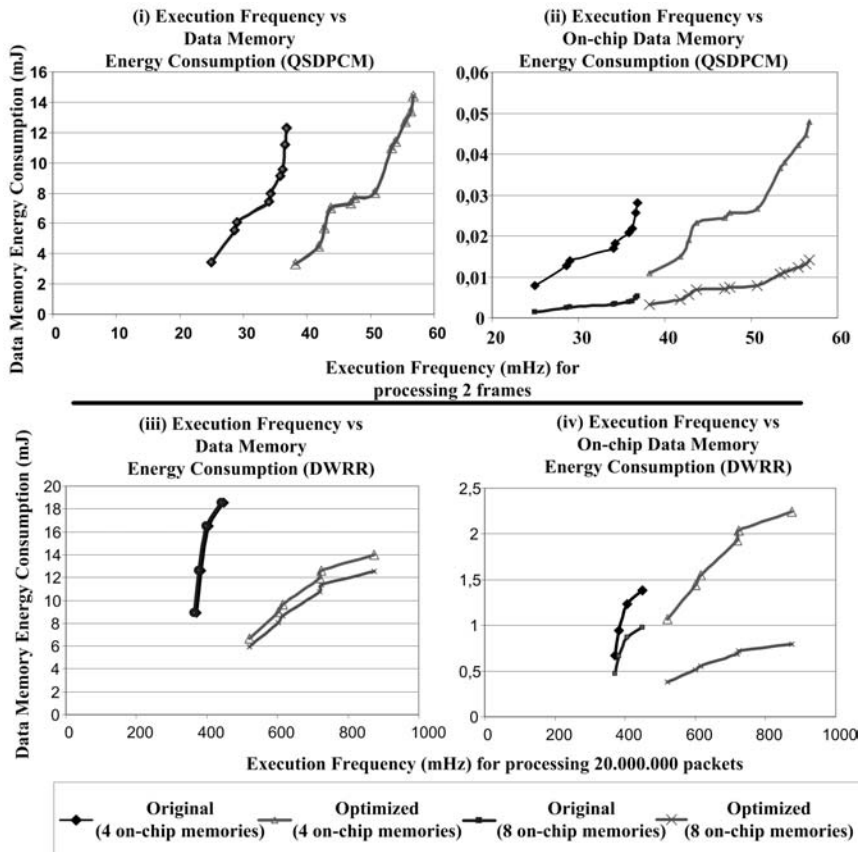 (i) Execution Frequency vs
Data Memory
Energy Consumption (QSDPCM)
(ii) Execution Frequency vs
On-chip Data Memory
Energy Consumption (QSDPCM)
Data Memory Energy Consumption (mJ)
16
14
12
10
8
6
4
2
0
0
10
20
30
40
50
60
0,06
0,05
0,04
0,03
0,02
0,01
0
20
30
40
50
60
Execution Frequency (mHz) for
processing 2 frames
(iii) Execution Frequency vs
Data Memory
Energy Consumption (DWRR)
(iv) Execution Frequency vs
On-chip Data Memory
Energy Consumption (DWRR)
Data Memory Energy Consumption (mJ)
20
18
16
14
12
10
8
6
4
2
0
0
200
400
600
800
1000
2,5
2
1,5
1
0,5
0
0
200
400
600
800
1000
Execution Frequency (mHz) for processing 20.000.000 packets
Original
(4 on-chip memories)
Optimized
(4 on-chip memories)
Original
(8 on-chip memories)
Optimized
(8 on-chip memories)